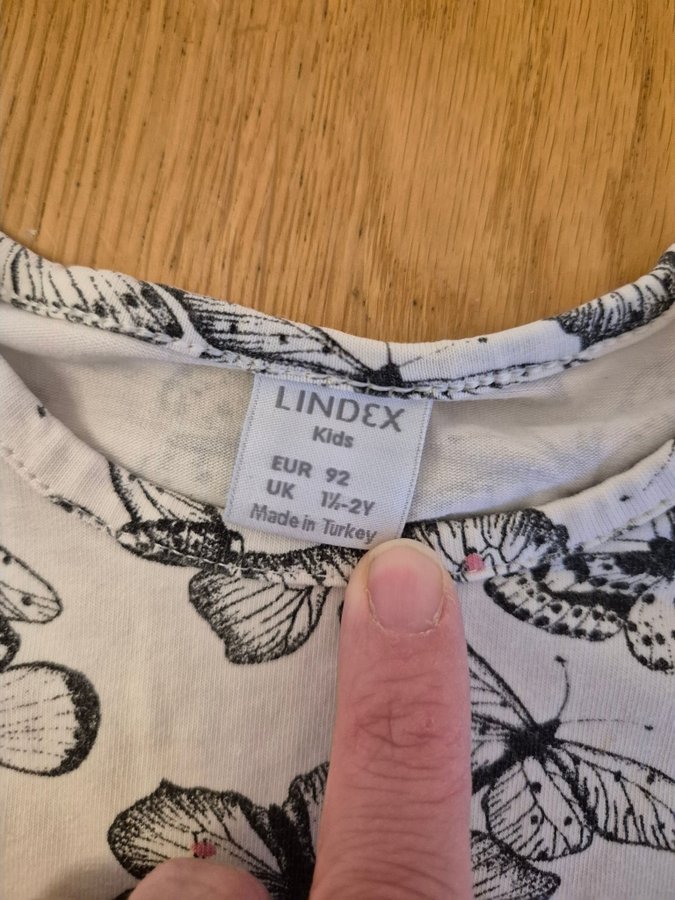 LINDEX
Kids
EUR 92
UK 1½-2Y
Made in Turkey